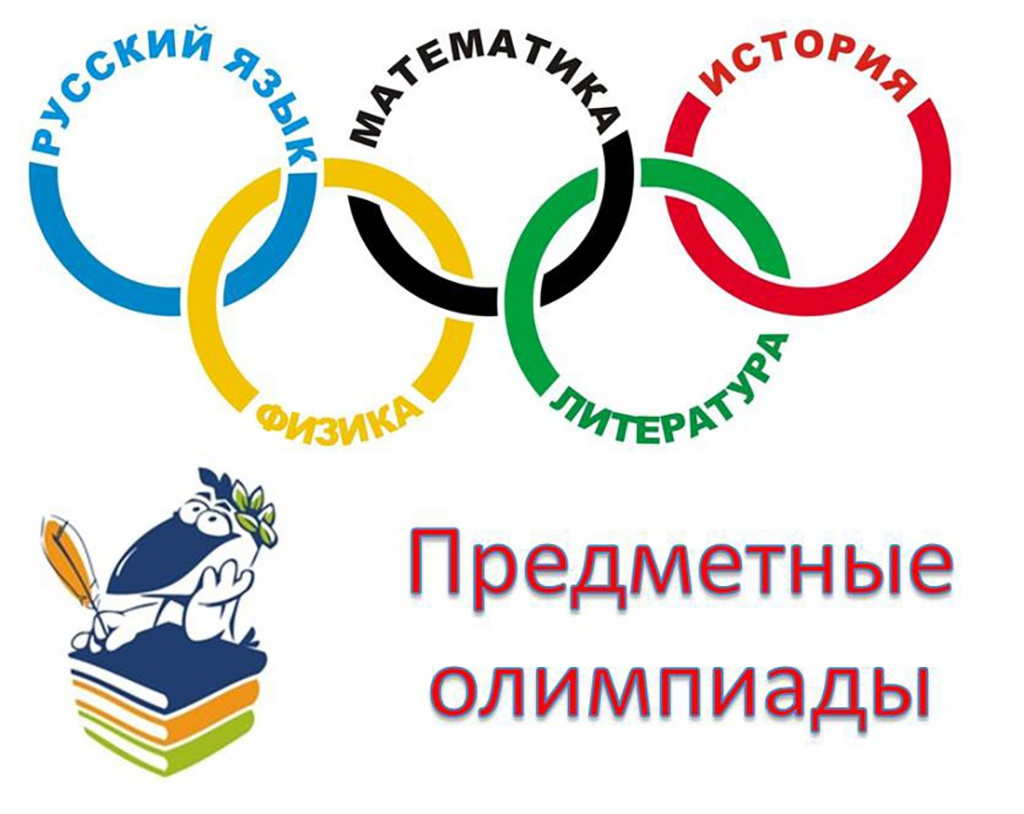 РУССКИЙ ЯЗЫК
МАТЕМАТИКА
ИСТОРИЯ
ФИЗИКА
ЛИТЕРАТУРА
Предметные
олимпиады